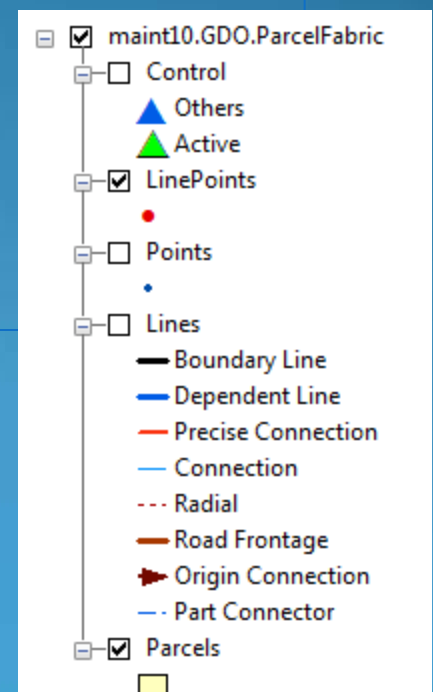 maint10.GDO.ParcelFabric
Control
Others
Active
LinePoints
Points
Lines
Boundary Line
Dependent Line
Precise Connection
Connection
Radial
Road Frontage
Origin Connection
Part Connector
Parcels